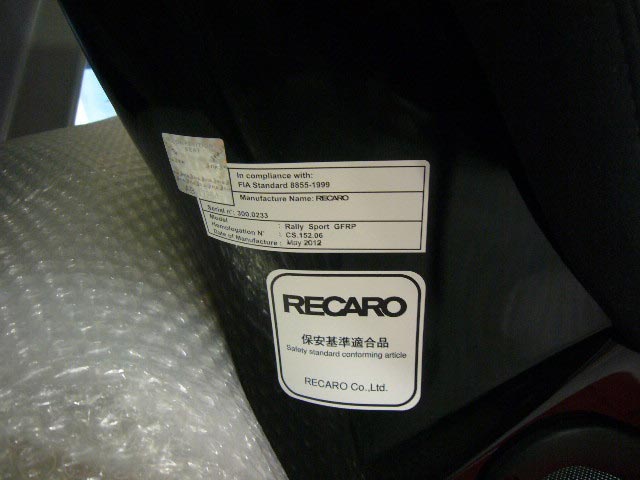 In compliance with:
FIA Standard 8855-1999
Manufacture Name: RECARO
Serial n°: 300.0233
Model : Rally Sport GFRP
Homologation N° : CS.152.06
Date of Manufacture : May 2012
RECARO
保安基準適合品
Safety standard conforming article
RECARO Co.,Ltd.